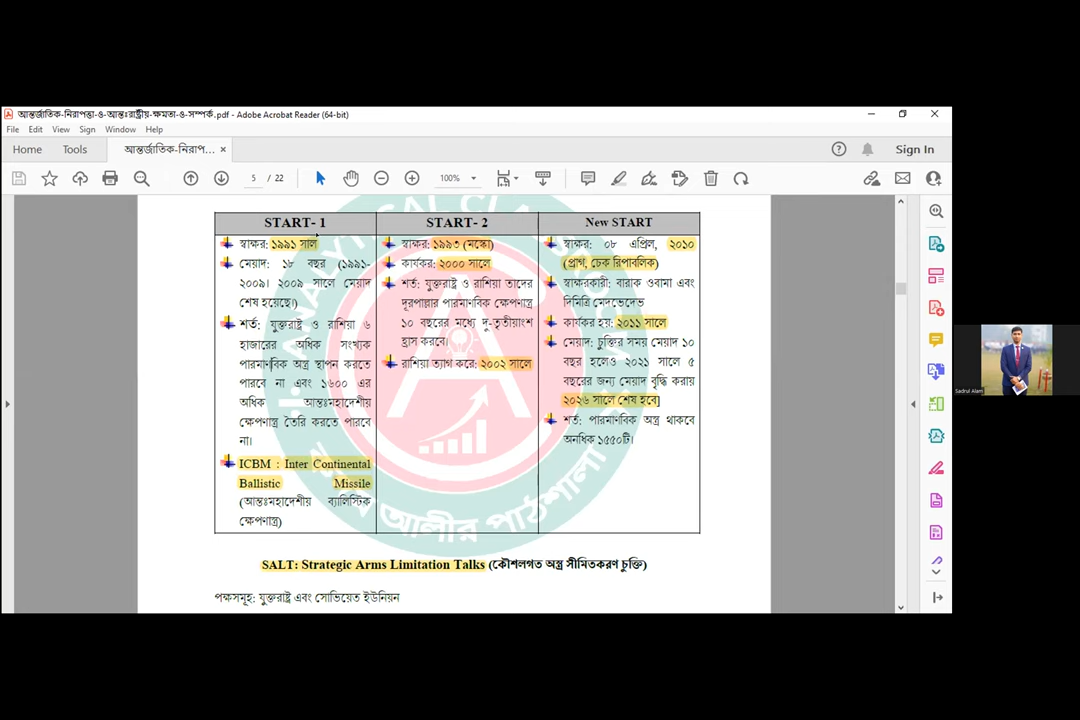 আন্তর্জাতিক-নিরাপত্তা-ও-আন্তঃরাষ্ট্রীয়-ক্ষমতা-ও-সম্পর্ক.pdf - Adobe Acrobat Reader (64-bit)
File Edit View Sign Window Help
Home Tools আন্তর্জাতিক-নিরাপ... × Sign In
5 / 22 100%
START- 1
স্বাক্ষর: ১৯৯১ সাল
মেয়াদ: ১৮ বছর (১৯৯১-
২০০৯। ২০০৯ সালে মেয়াদ
শেষ হয়েছে।)
শর্ত: যুক্তরাষ্ট্র ও রাশিয়া ৬
হাজারের অধিক সংখ্যক
পারমাণবিক অস্ত্র স্থাপন করতে
পারবে না এবং ১৬০০ এর
অধিক আন্তঃমহাদেশীয়
ক্ষেপণাস্ত্র তৈরি করতে পারবে
না।
ICBM : Inter Continental
Ballistic Missile
(আন্তঃমহাদেশীয় ব্যালিস্টিক
ক্ষেপণাস্ত্র)
START- 2
স্বাক্ষর: ১৯৯৩ (মস্কো)
কার্যকর: ২০০০ সালে
শর্ত: যুক্তরাষ্ট্র ও রাশিয়া তাদের
দূরপাল্লার পারমাণবিক ক্ষেপণাস্ত্র
১০ বছরের মধ্যে দু-তৃতীয়াংশ
হ্রাস করবে।
রাশিয়া ত্যাগ করে: ২০০২ সালে
New START
স্বাক্ষর: ০৮ এপ্রিল, ২০১০
(প্রাগ, চেক রিপাবলিক)
স্বাক্ষরকারী: বারাক ওবামা এবং
দিমিত্রি মেদভেদেভ
কার্যকর হয়: ২০১১ সালে
মেয়াদ: চুক্তির সময় মেয়াদ ১০
বছর হলেও ২০২১ সালে ৫
বছরের জন্য মেয়াদ বৃদ্ধি করায়
২০২৬ সালে শেষ হবে]
শর্ত: পারমাণবিক অস্ত্র থাকবে
অনধিক ১৫৫০টি।
SALT: Strategic Arms Limitation Talks (কৌশলগত অস্ত্র সীমিতকরণ চুক্তি)
পক্ষসমূহ: যুক্তরাষ্ট্র এবং সোভিয়েত ইউনিয়ন
Sadrul Alam